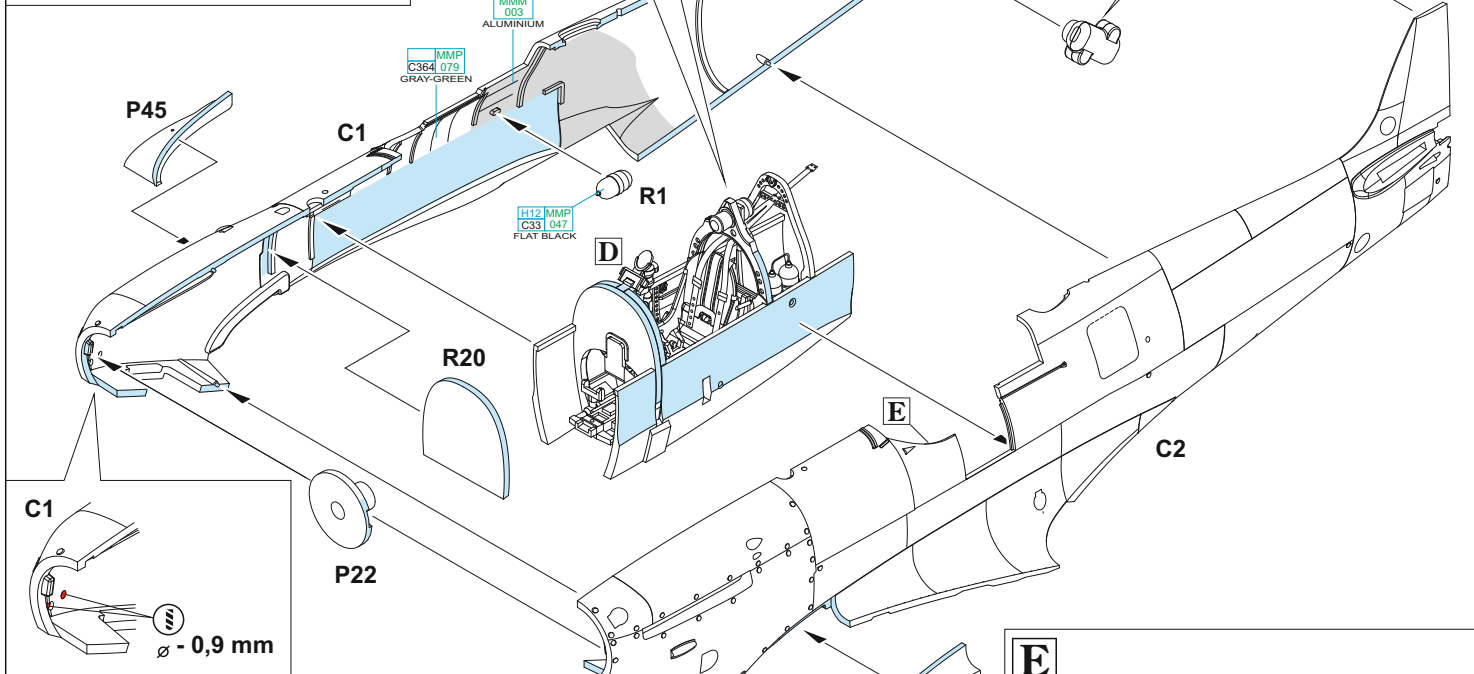 MMM
003
ALUMINIUM
MMP
C364 079
GRAY-GREEN
P45
C1
R1
H12 MMP
C33 047
FLAT BLACK
D
R20
E
C2
C1
P22
⌀ - 0,9 mm
E